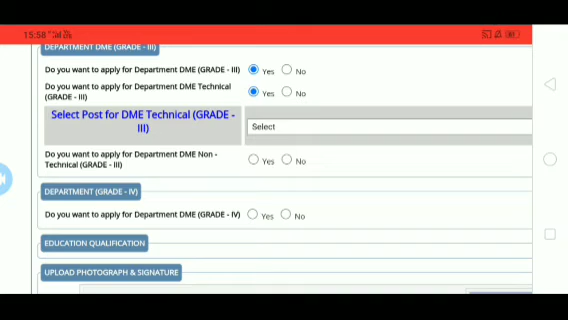 15:58
DEPARTMENT DME (GRADE - III)
Do you want to apply for Department DME (GRADE - III) Yes No
Do you want to apply for Department DME Technical (GRADE - III) Yes No
Select Post for DME Technical (GRADE - III) Select
Do you want to apply for Department DME Non - Technical (GRADE - III) Yes No
DEPARTMENT (GRADE - IV)
Do you want to apply for Department DME (GRADE - IV) Yes No
EDUCATION QUALIFICATION
UPLOAD PHOTOGRAPH & SIGNATURE